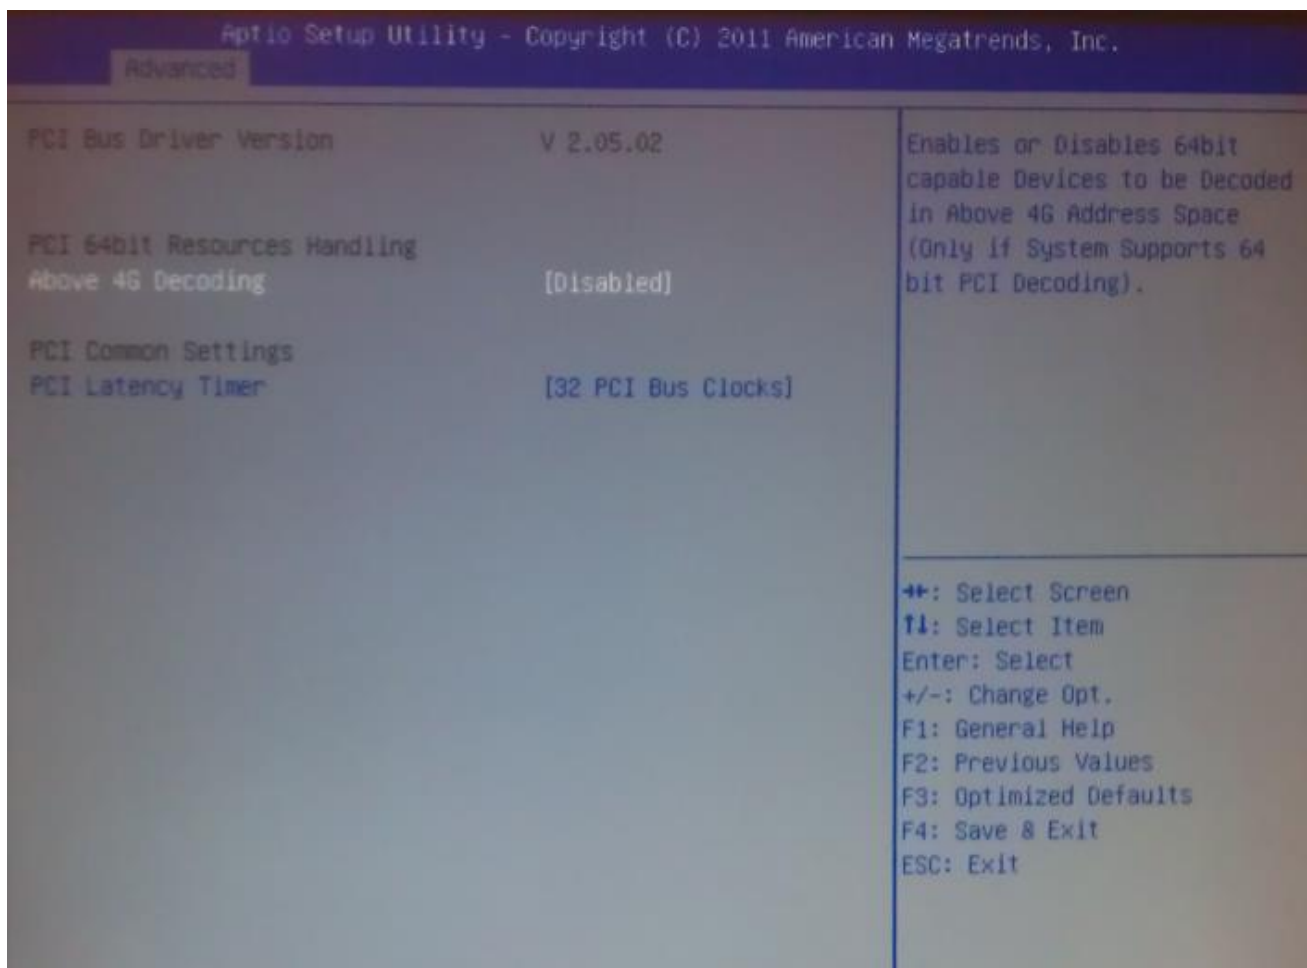 Aptio Setup Utility - Copyright (C) 2011 American Megatrends, Inc.
Advanced
PCI Bus Driver Version V 2.05.02
PCI 64bit Resources Handling
Above 4G Decoding [Disabled]
PCI Common Settings
PCI Latency Timer [32 PCI Bus Clocks]
Enables or Disables 64bit
capable Devices to be Decoded
in Above 4G Address Space
(Only if System Supports 64
bit PCI Decoding).
→←: Select Screen
↑↓: Select Item
Enter: Select
+/-: Change Opt.
F1: General Help
F2: Previous Values
F3: Optimized Defaults
F4: Save & Exit
ESC: Exit